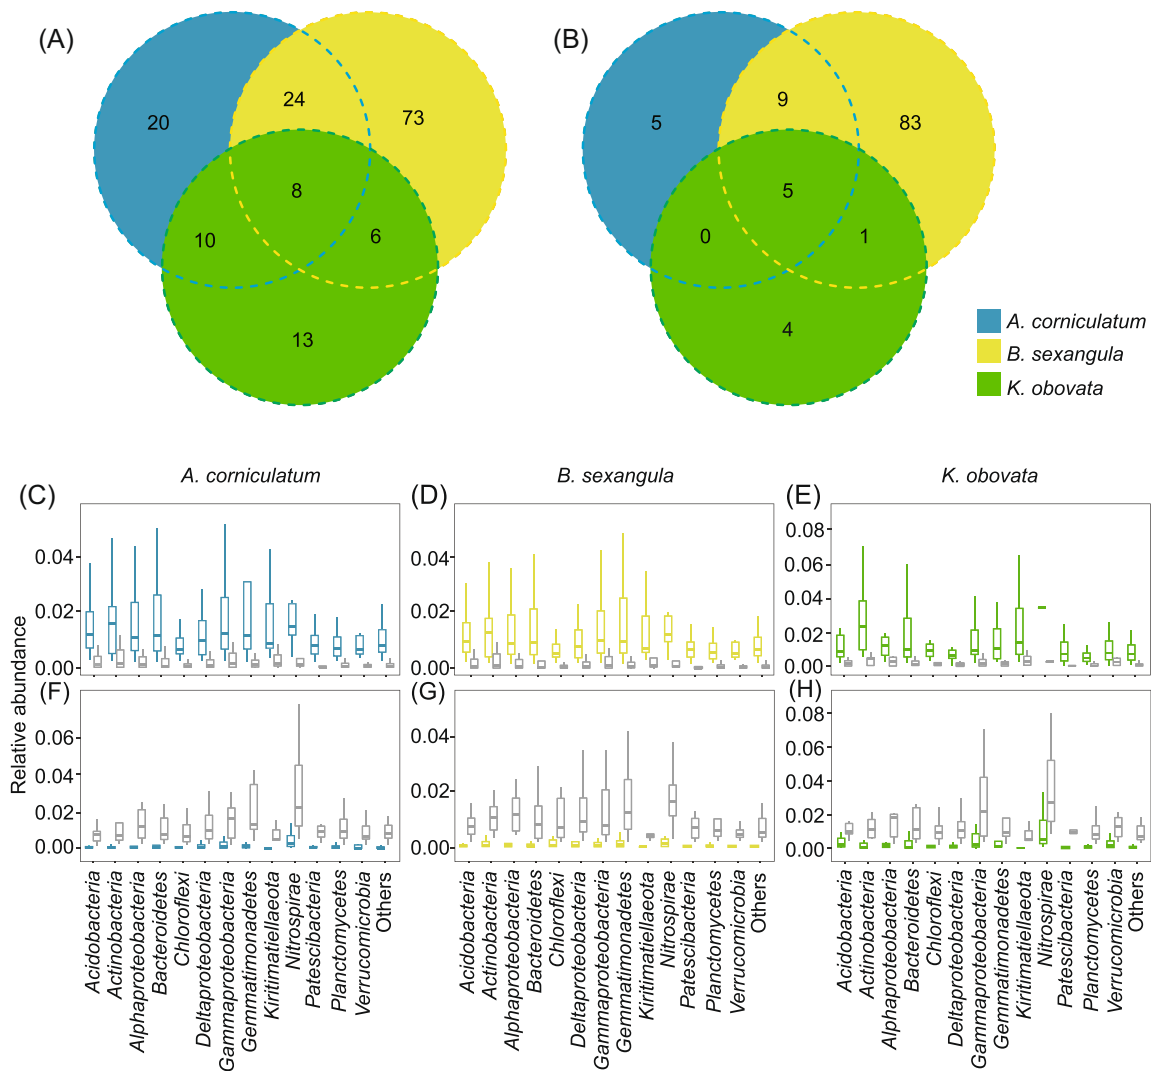 (A)
20
24
73
8
10
6
13
(B)
5
9
83
5
0
1
4
A. corniculatum
B. sexangula
K. obovata
A. corniculatum
B. sexangula
K. obovata
Relative abundance
(C)
0.04
0.02
0.00
(D)
0.04
0.02
0.00
(E)
0.08
0.06
0.04
0.02
0.00
(F)
0.06
0.04
0.02
0.00
(G)
0.04
0.02
0.00
(H)
0.08
0.06
0.04
0.02
0.00
Acidobacteria
Actinobacteria
Alphaproteobacteria
Bacteroidetes
Chloroflexi
Deltaproteobacteria
Gammaproteobacteria
Gemmatimonadetes
Kiritimatiellaeota
Nitrospirae
Patescibacteria
Planctomycetes
Verrucomicrobia
Others
Acidobacteria
Actinobacteria
Alphaproteobacteria
Bacteroidetes
Chloroflexi
Deltaproteobacteria
Gammaproteobacteria
Gemmatimonadetes
Kiritimatiellaeota
Nitrospirae
Patescibacteria
Planctomycetes
Verrucomicrobia
Others
Acidobacteria
Actinobacteria
Alphaproteobacteria
Bacteroidetes
Chloroflexi
Deltaproteobacteria
Gammaproteobacteria
Gemmatimonadetes
Kiritimatiellaeota
Nitrospirae
Patescibacteria
Planctomycetes
Verrucomicrobia
Others